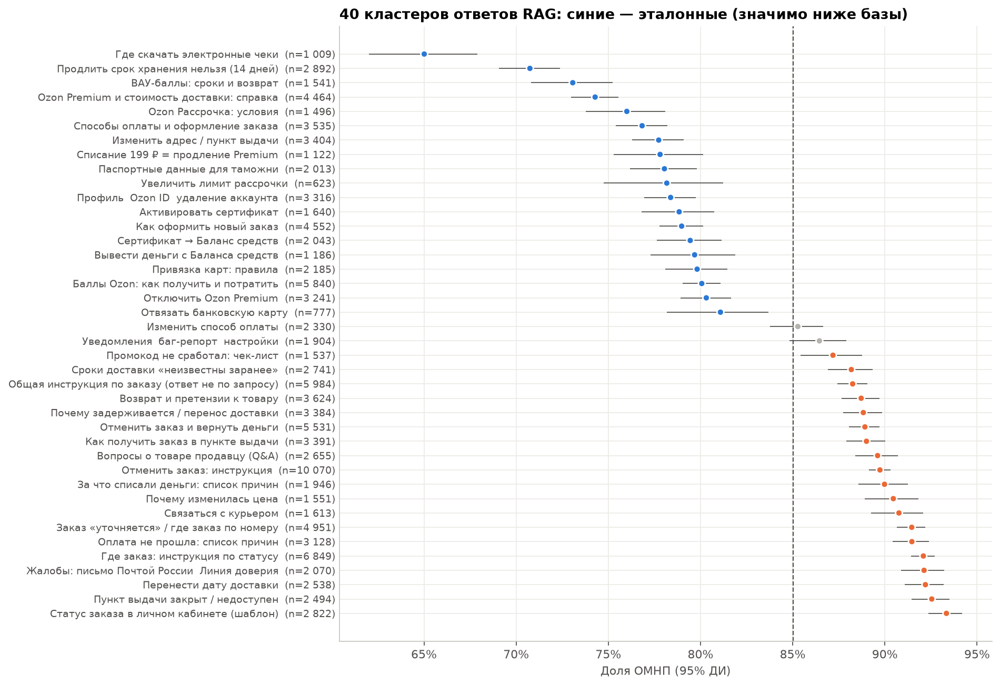 40 кластеров ответов RAG: синие — эталонные (значимо ниже базы)
Где скачать электронные чеки (n=1 009)
Продлить срок хранения нельзя (14 дней) (n=2 892)
ВАУ-баллы: сроки и возврат (n=1 541)
Ozon Premium и стоимость доставки: справка (n=4 464)
Ozon Рассрочка: условия (n=1 496)
Способы оплаты и оформление заказа (n=3 535)
Изменить адрес / пункт выдачи (n=3 404)
Списание 199 ₽ = продление Premium (n=1 122)
Паспортные данные для таможни (n=2 013)
Увеличить лимит рассрочки (n=623)
Профиль Ozon ID удаление аккаунта (n=3 316)
Активировать сертификат (n=1 640)
Как оформить новый заказ (n=4 552)
Сертификат → Баланс средств (n=2 043)
Вывести деньги с Баланса средств (n=1 186)
Привязка карт: правила (n=2 185)
Баллы Ozon: как получить и потратить (n=5 840)
Отключить Ozon Premium (n=3 241)
Отвязать банковскую карту (n=777)
Изменить способ оплаты (n=2 330)
Уведомления баг-репорт настройки (n=1 904)
Промокод не сработал: чек-лист (n=1 537)
Сроки доставки «неизвестны заранее» (n=2 741)
Общая инструкция по заказу (ответ не по запросу) (n=5 984)
Возврат и претензии к товару (n=3 624)
Почему задерживается / перенос доставки (n=3 384)
Отменить заказ и вернуть деньги (n=5 531)
Как получить заказ в пункте выдачи (n=3 391)
Вопросы о товаре продавцу (Q&A) (n=2 655)
Отменить заказ: инструкция (n=10 070)
За что списали деньги: список причин (n=1 946)
Почему изменилась цена (n=1 551)
Связаться с курьером (n=1 613)
Заказ «уточняется» / где заказ по номеру (n=4 951)
Оплата не прошла: список причин (n=3 128)
Где заказ: инструкция по статусу (n=6 849)
Жалобы: письмо Почтой России Линия доверия (n=2 070)
Перенести дату доставки (n=2 538)
Пункт выдачи закрыт / недоступен (n=2 494)
Статус заказа в личном кабинете (шаблон) (n=2 822)
65% 70% 75% 80% 85% 90% 95%
Доля ОМНП (95% ДИ)